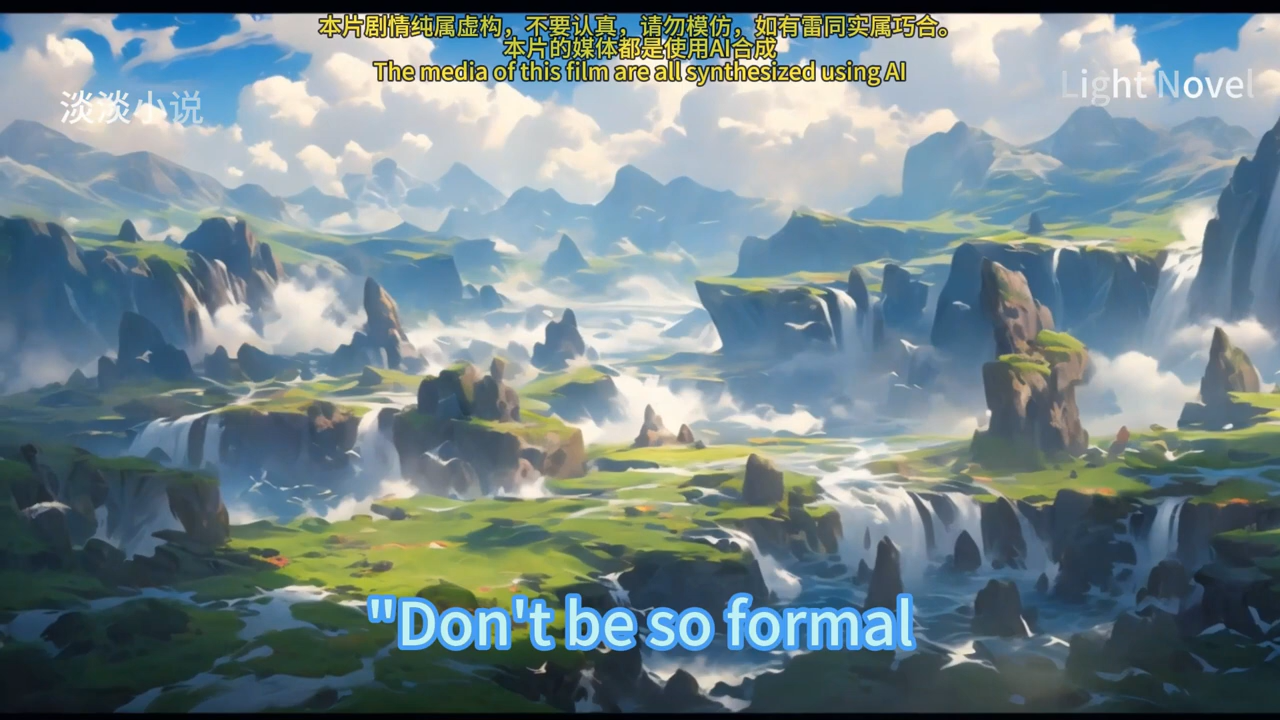 本片剧情纯属虚构，不要认真，请勿模仿，如有雷同实属巧合。
本片的媒体都是使用AI合成
The media of this film are all synthesized using AI
淡淡小说
Light Novel
"Don't be so formal